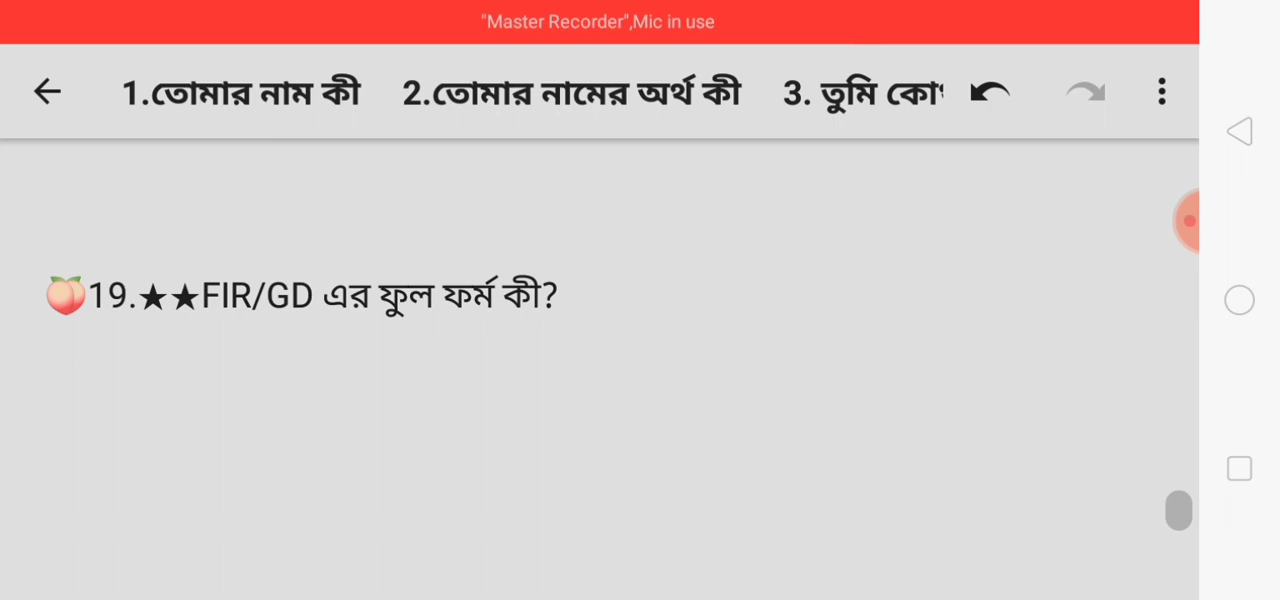 "Master Recorder",Mic in use
1.তোমার নাম কী 2.তোমার নামের অর্থ কী 3. তুমি
🍑19.★★FIR/GD এর ফুল ফর্ম কী?